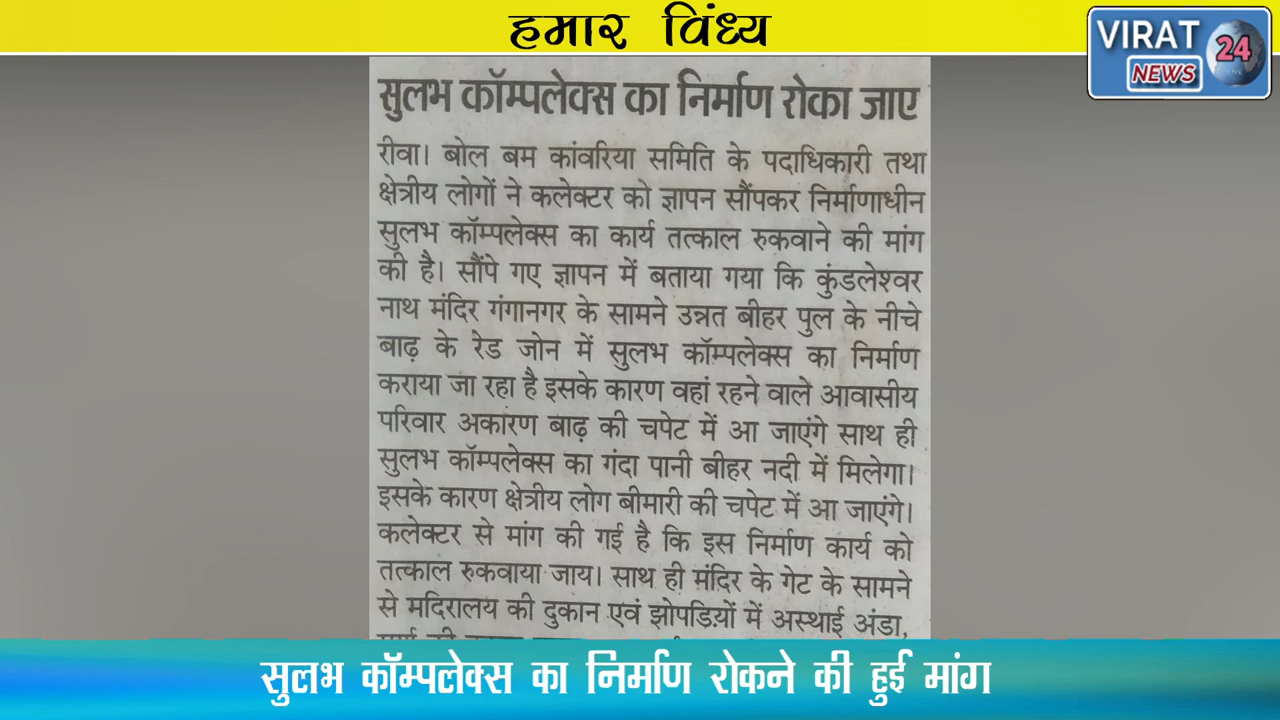 हमार विंध्य
VIRAT
NEWS
24
सुलभ कॉम्पलेक्स का निर्माण रोका जाए
रीवा। बोल बम कांवरिया समिति के पदाधिकारी तथा
क्षेत्रीय लोगों ने कलेक्टर को ज्ञापन सौंपकर निर्माणाधीन
सुलभ कॉम्पलेक्स का कार्य तत्काल रुकवाने की मांग
की है। सौंपे गए ज्ञापन में बताया गया कि कुंडलेश्वर
नाथ मंदिर गंगानगर के सामने उन्नत बीहर पुल के नीचे
बाढ़ के रेड जोन में सुलभ कॉम्पलेक्स का निर्माण
कराया जा रहा है इसके कारण वहां रहने वाले आवासीय
परिवार अकारण बाढ़ की चपेट में आ जाएंगे साथ ही
सुलभ कॉम्पलेक्स का गंदा पानी बीहर नदी में मिलेगा।
इसके कारण क्षेत्रीय लोग बीमारी की चपेट में आ जाएंगे।
कलेक्टर से मांग की गई है कि इस निर्माण कार्य को
तत्काल रुकवाया जाय। साथ ही मंदिर के गेट के सामने
से मदिरालय की दुकान एवं झोपडिय़ों में अस्थाई अंडा,
सुलभ कॉम्पलेक्स का निर्माण रोकने की हुई मांग